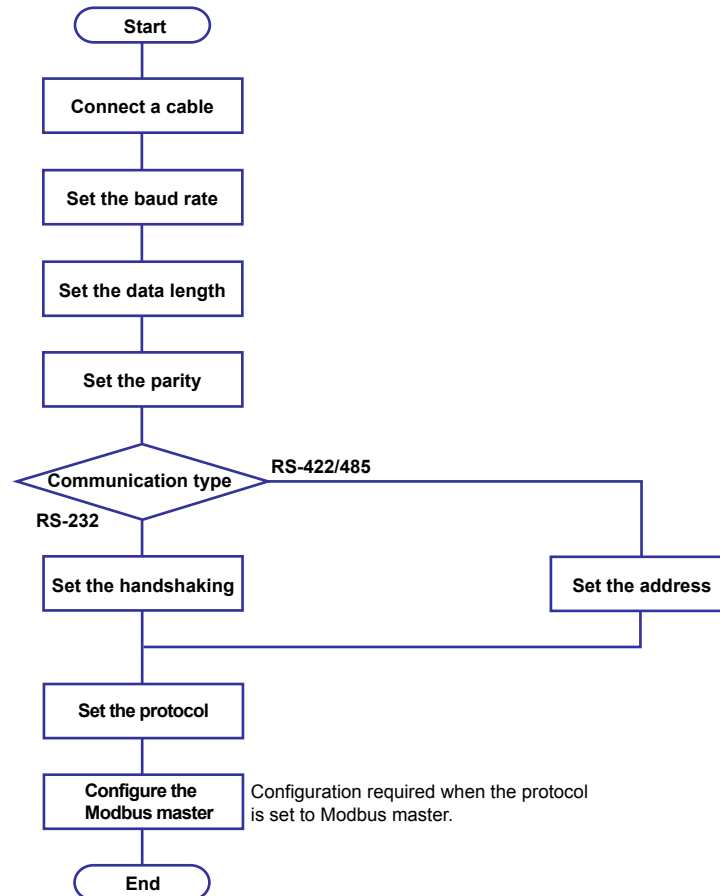 Start
Connect a cable
Set the baud rate
Set the data length
Set the parity
Communication type
RS-422/485
RS-232
Set the handshaking
Set the address
Set the protocol
Configure the
Modbus master
Configuration required when the protocol
is set to Modbus master.
End